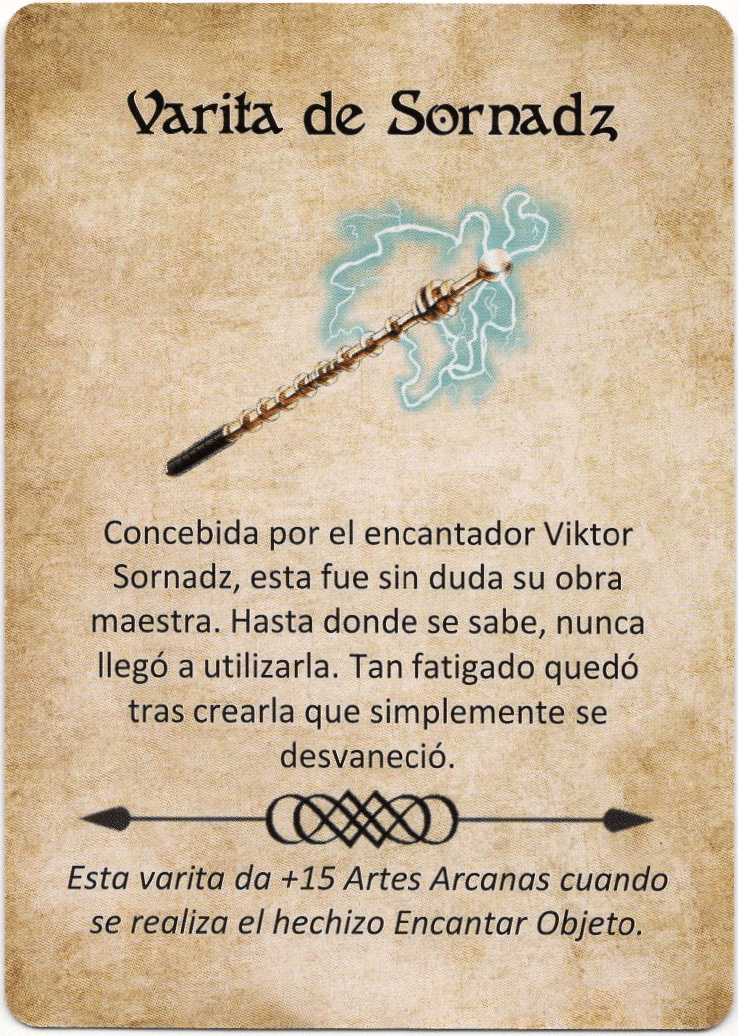 Varita de Sornadz
Concebida por el encantador Viktor
Sornadz, esta fue sin duda su obra
maestra. Hasta donde se sabe, nunca
llegó a utilizarla. Tan fatigado quedó
tras crearla que simplemente se
desvaneció.
Esta varita da +15 Artes Arcanas cuando
se realiza el hechizo Encantar Objeto.